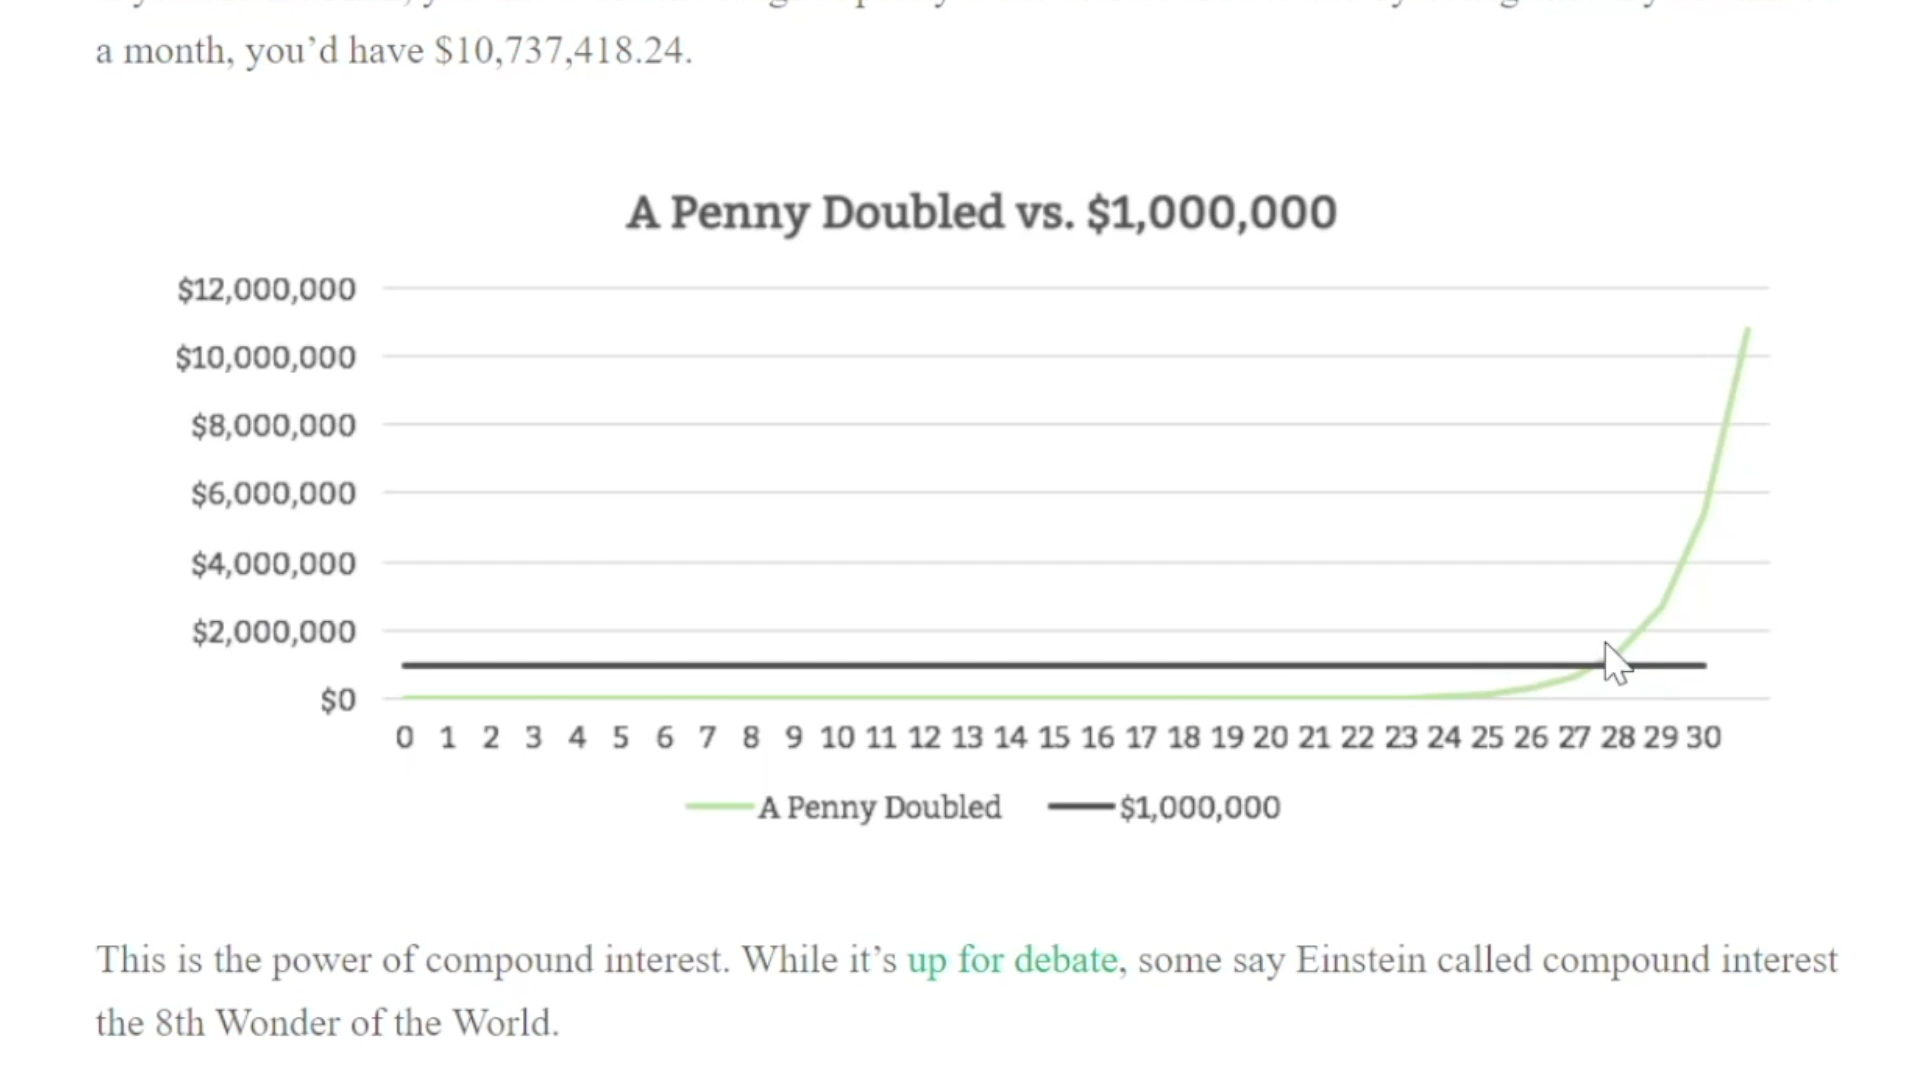 a month, you’d have $10,737,418.24.
A Penny Doubled vs. $1,000,000
$12,000,000
$10,000,000
$8,000,000
$6,000,000
$4,000,000
$2,000,000
$0
0 1 2 3 4 5 6 7 8 9 10 11 12 13 14 15 16 17 18 19 20 21 22 23 24 25 26 27 28 29 30
A Penny Doubled $1,000,000
This is the power of compound interest. While it’s up for debate, some say Einstein called compound interest
the 8th Wonder of the World.